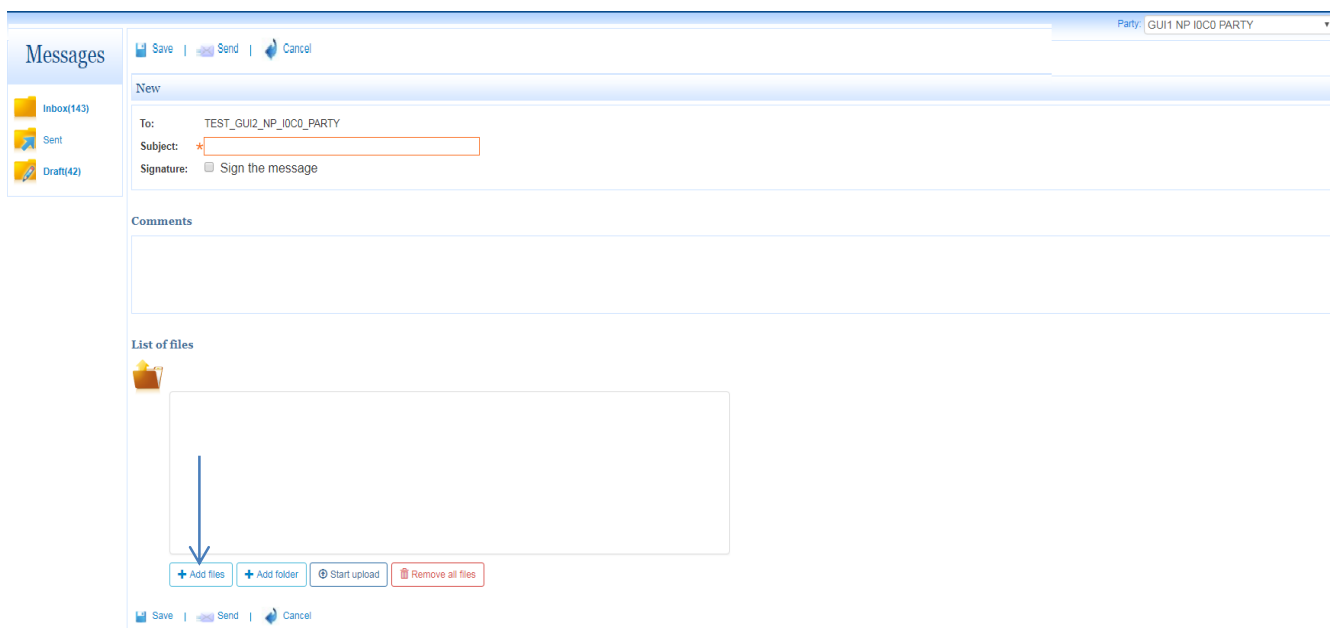 Party: GUI1 NP I0C0 PARTY
Messages
Save | Send | Cancel
New
Inbox(143)
Sent
Draft(42)
To: TEST_GUI2_NP_I0C0_PARTY
Subject: *
Signature: Sign the message
Comments
List of files
+ Add files + Add folder Start upload Remove all files
Save | Send | Cancel